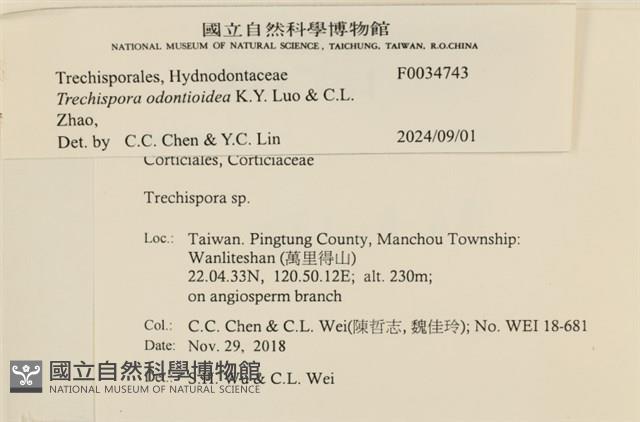 國立自然科學博物館
NATIONAL MUSEUM OF NATURAL SCIENCE, TAICHUNG, TAIWAN, R.O.CHINA
Trechisporales, Hydnodontaceae F0034743
Trechispora odontioidea K.Y. Luo & C.L.
Zhao,
Det. by C.C. Chen & Y.C. Lin 2024/09/01
Corticiales, Corticiaceae
Trechispora sp.
Loc.: Taiwan. Pingtung County, Manchou Township:
Wanliteshan (萬里得山)
22.04.33N, 120.50.12E; alt. 230m;
on angiosperm branch
Col.: C.C. Chen & C.L. Wei(陳哲志, 魏佳玲); No. WEI 18-681
Date: Nov. 29, 2018
國立自然科學博物館
NATIONAL MUSEUM OF NATURAL SCIENCE
S.H. Wu & C.L. Wei